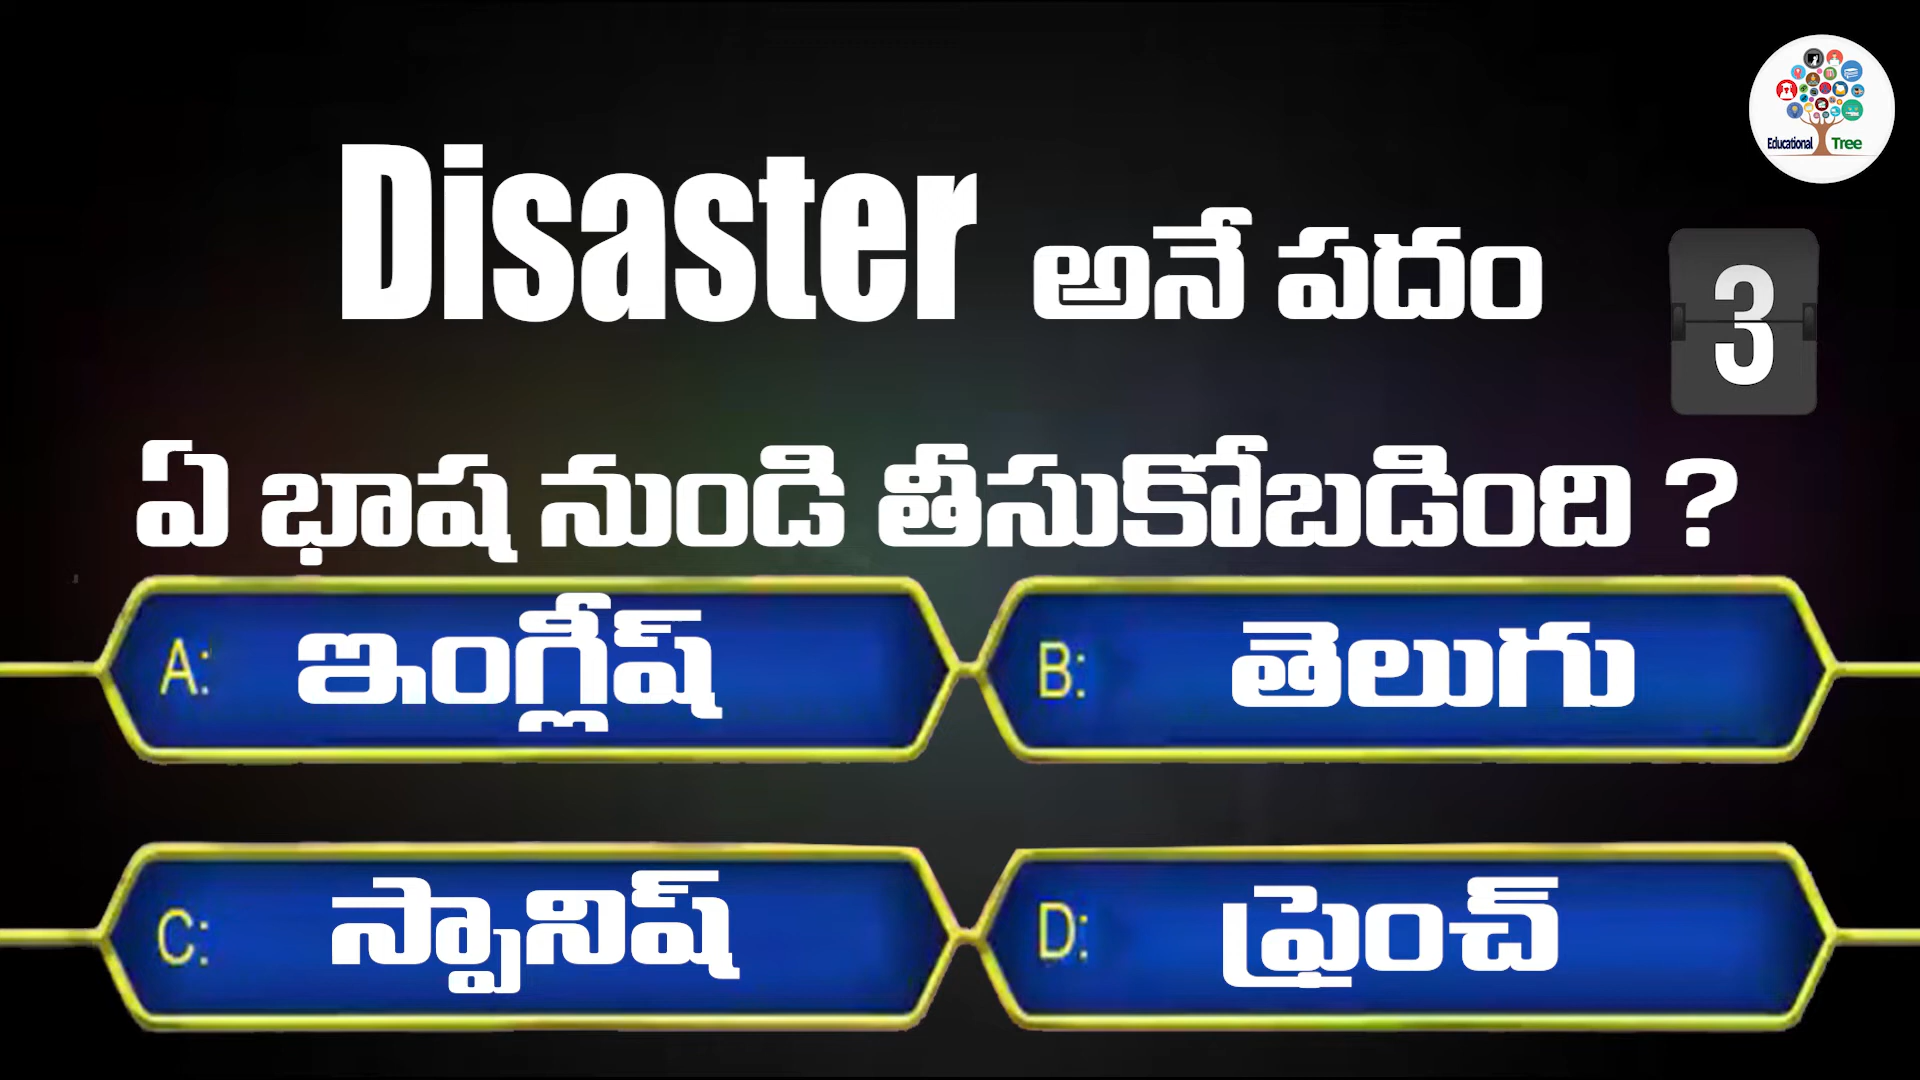 Educational Tree
Disaster అనే పదం
3
ఏ భాష నుండి తీసుకోబడింది ?
A: ఇంగ్లీష్
B: తెలుగు
C: స్పానిష్
D: ఫ్రెంచ్